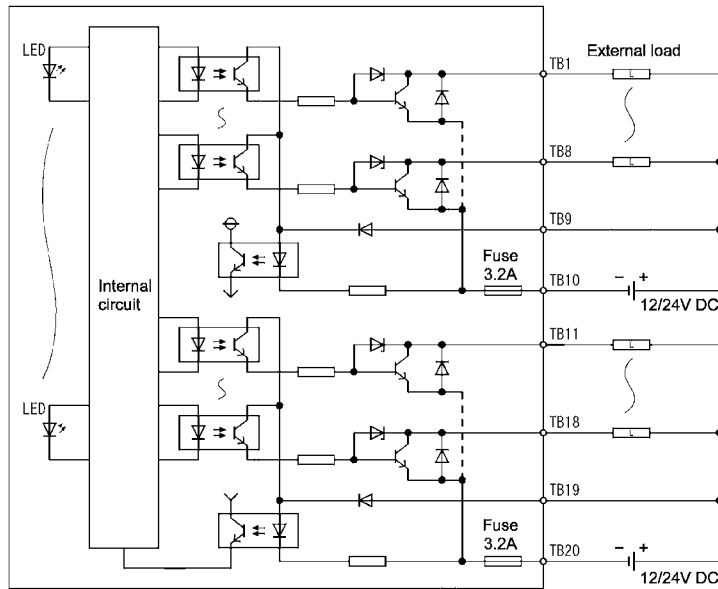 LED
TB1
External load
L
TB8
L
TB9
Fuse
3.2A
Internal
circuit
TB10
- +
12/24V DC
TB11
L
LED
TB18
L
TB19
Fuse
3.2A
TB20
- +
12/24V DC